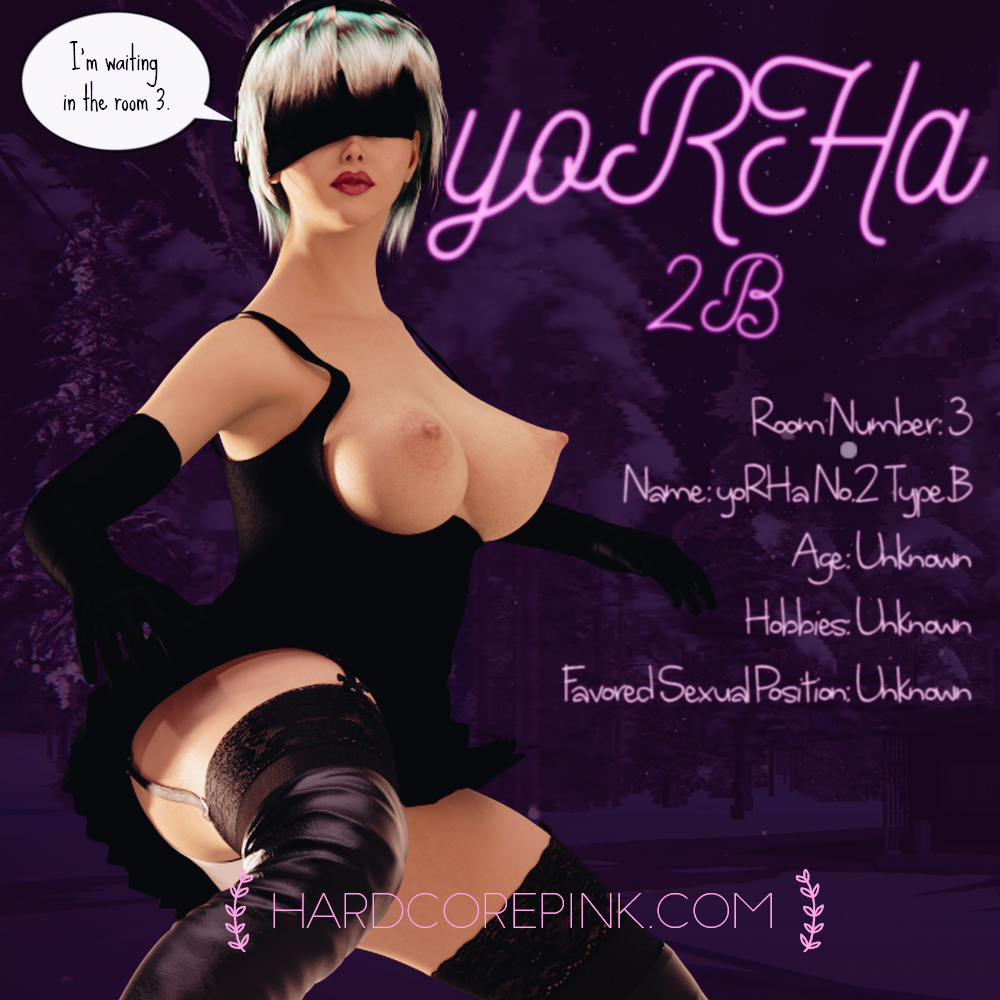 I'm waiting
in the room 3.
yoRHa
2B
Room Number: 3
Name: yoRHa No.2 Type.B
Age: Unknown
Hobbies: Unknown
Favored Sexual Position: Unknown
HARDCOREPINK.COM